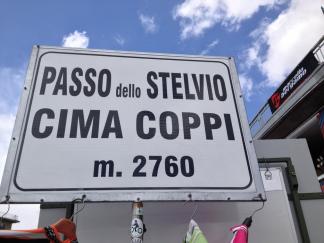 PASSO dello STELVIO
CIMA COPPI
m. 2760